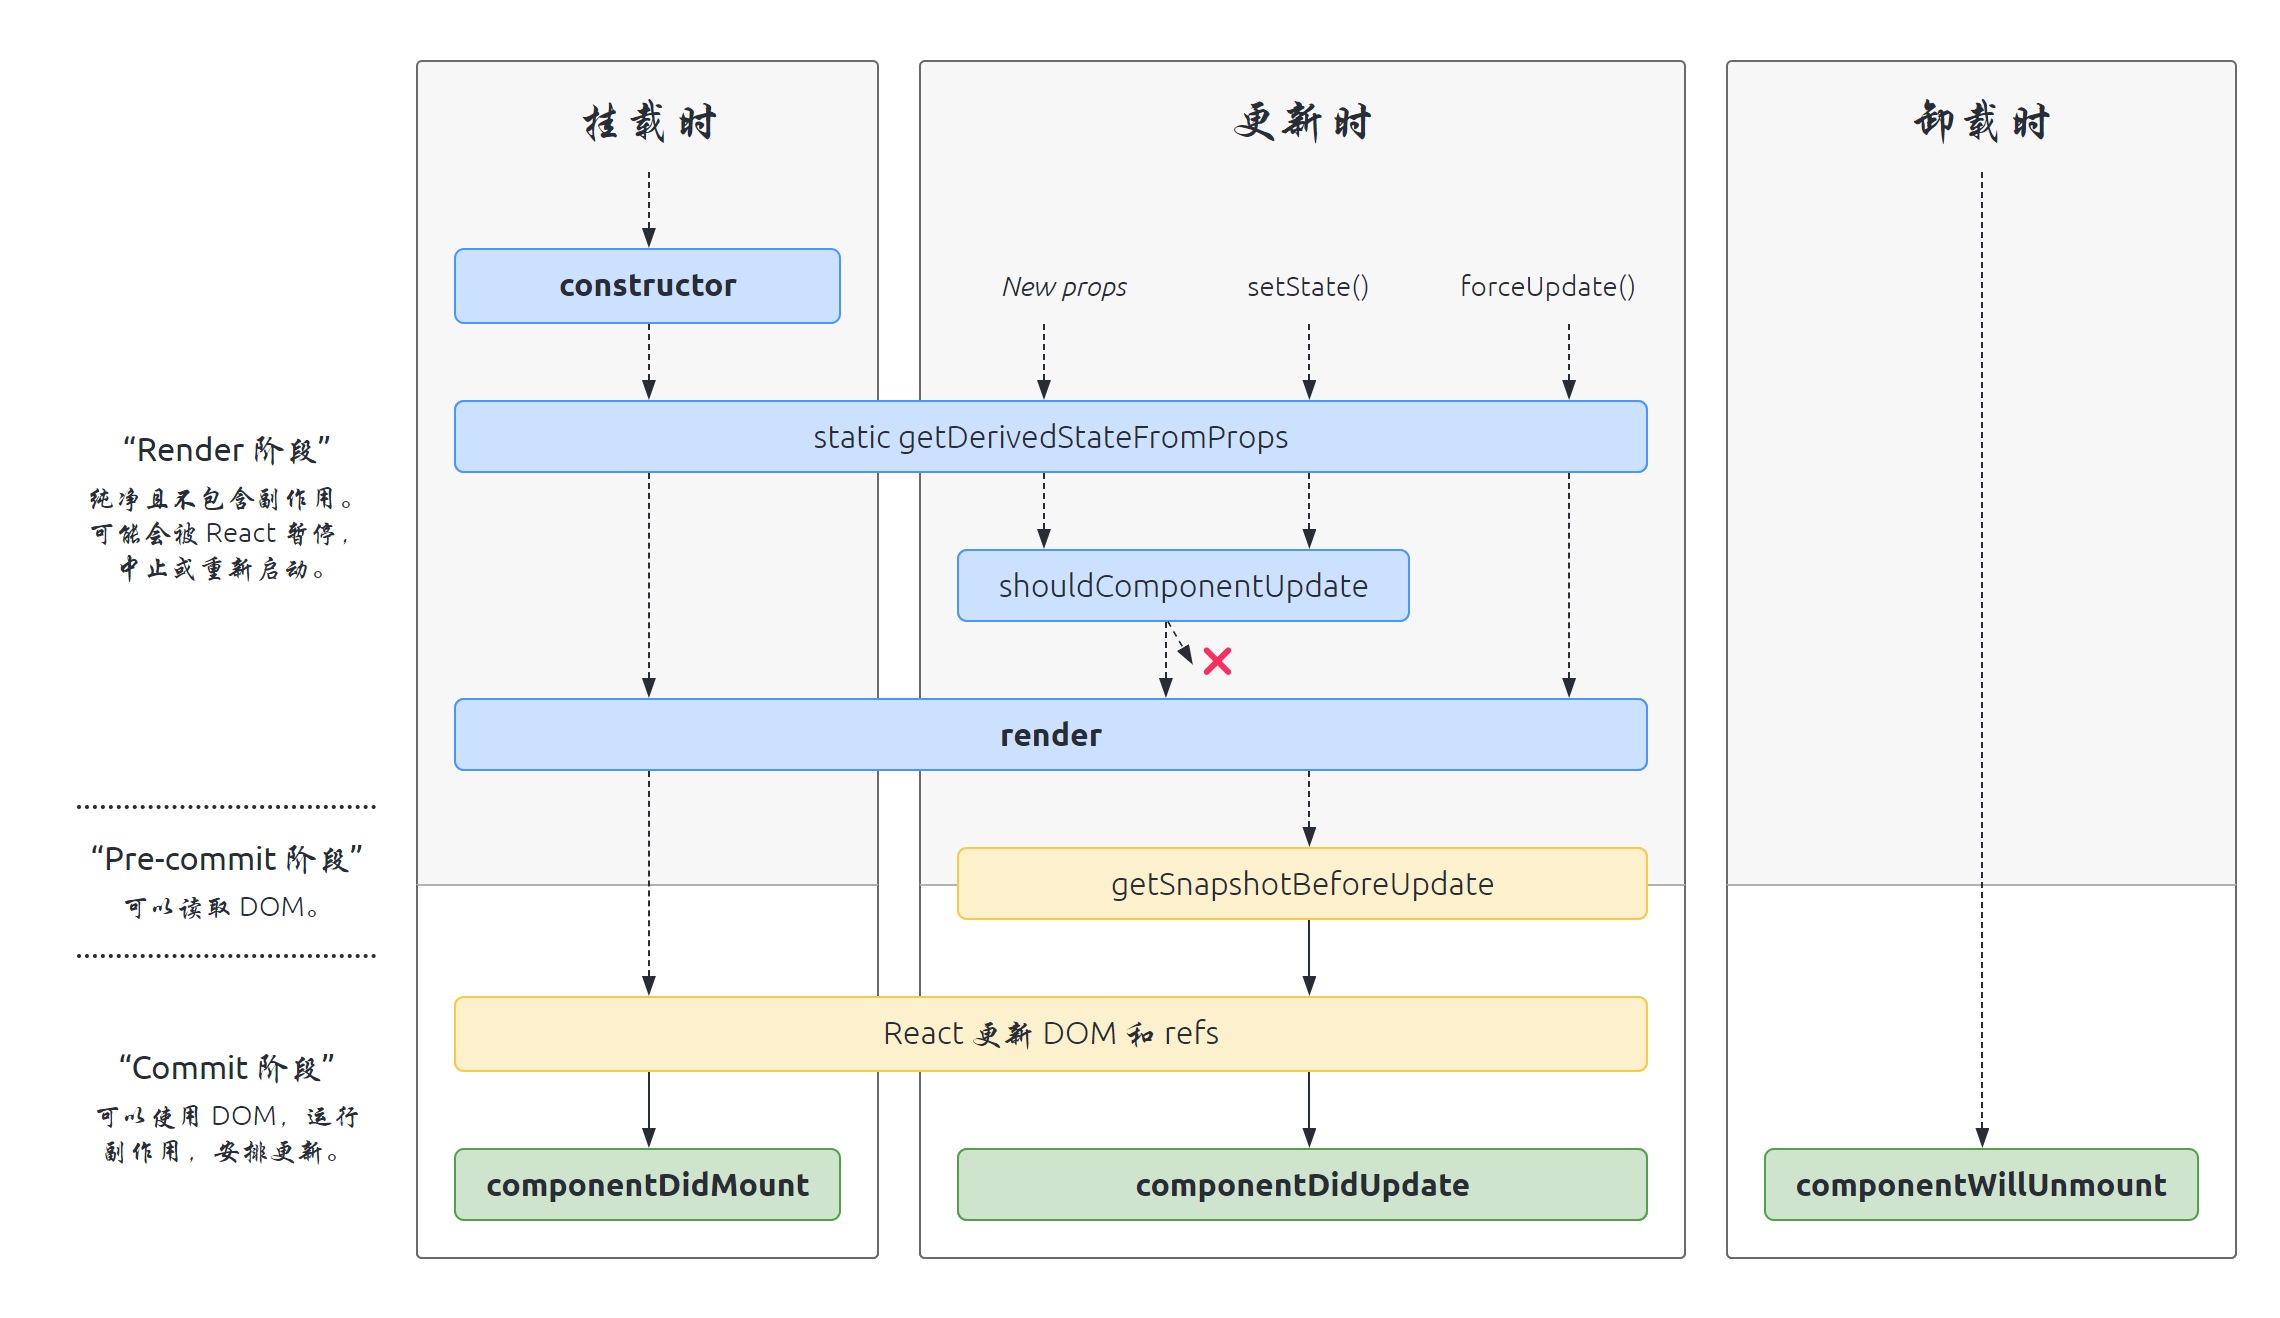 挂载时
更新时
卸载时
constructor
New props
setState()
forceUpdate()
static getDerivedStateFromProps
“Render 阶段”
纯净且不包含副作用。
可能会被 React 暂停，
中止或重新启动。
shouldComponentUpdate
render
“Pre-commit 阶段”
可以读取 DOM。
getSnapshotBeforeUpdate
React 更新 DOM 和 refs
“Commit 阶段”
可以使用 DOM，运行
副作用，安排更新。
componentDidMount
componentDidUpdate
componentWillUnmount